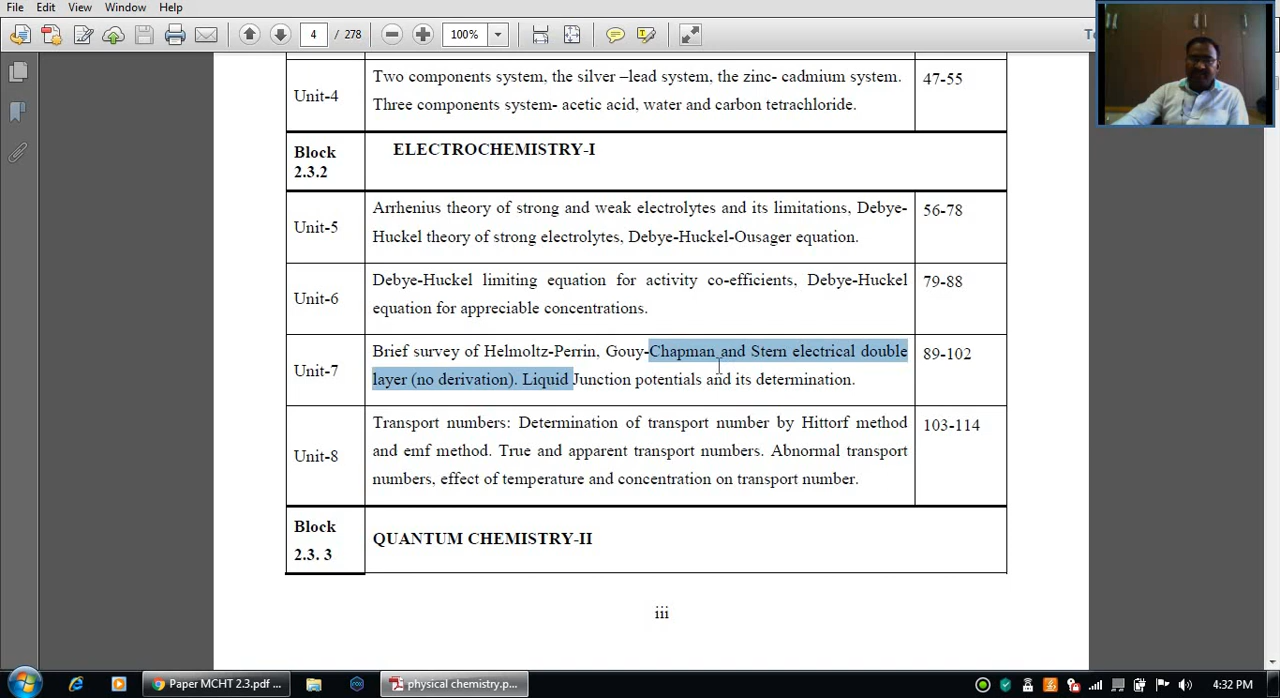 File Edit View Window Help
4 / 278 100%
Unit-4
Two components system, the silver –lead system, the zinc- cadmium system.
Three components system- acetic acid, water and carbon tetrachloride.
47-55
Block
2.3.2
ELECTROCHEMISTRY-I
Unit-5
Arrhenius theory of strong and weak electrolytes and its limitations, Debye-
Huckel theory of strong electrolytes, Debye-Huckel-Ousager equation.
56-78
Unit-6
Debye-Huckel limiting equation for activity co-efficients, Debye-Huckel
equation for appreciable concentrations.
79-88
Unit-7
Brief survey of Helmoltz-Perrin, Gouy-Chapman and Stern electrical double
layer (no derivation). Liquid Junction potentials and its determination.
89-102
Unit-8
Transport numbers: Determination of transport number by Hittorf method
and emf method. True and apparent transport numbers. Abnormal transport
numbers, effect of temperature and concentration on transport number.
103-114
Block
2.3. 3
QUANTUM CHEMISTRY-II
iii
Paper MCHT 2.3.pdf ... physical chemistry.p... 4:32 PM